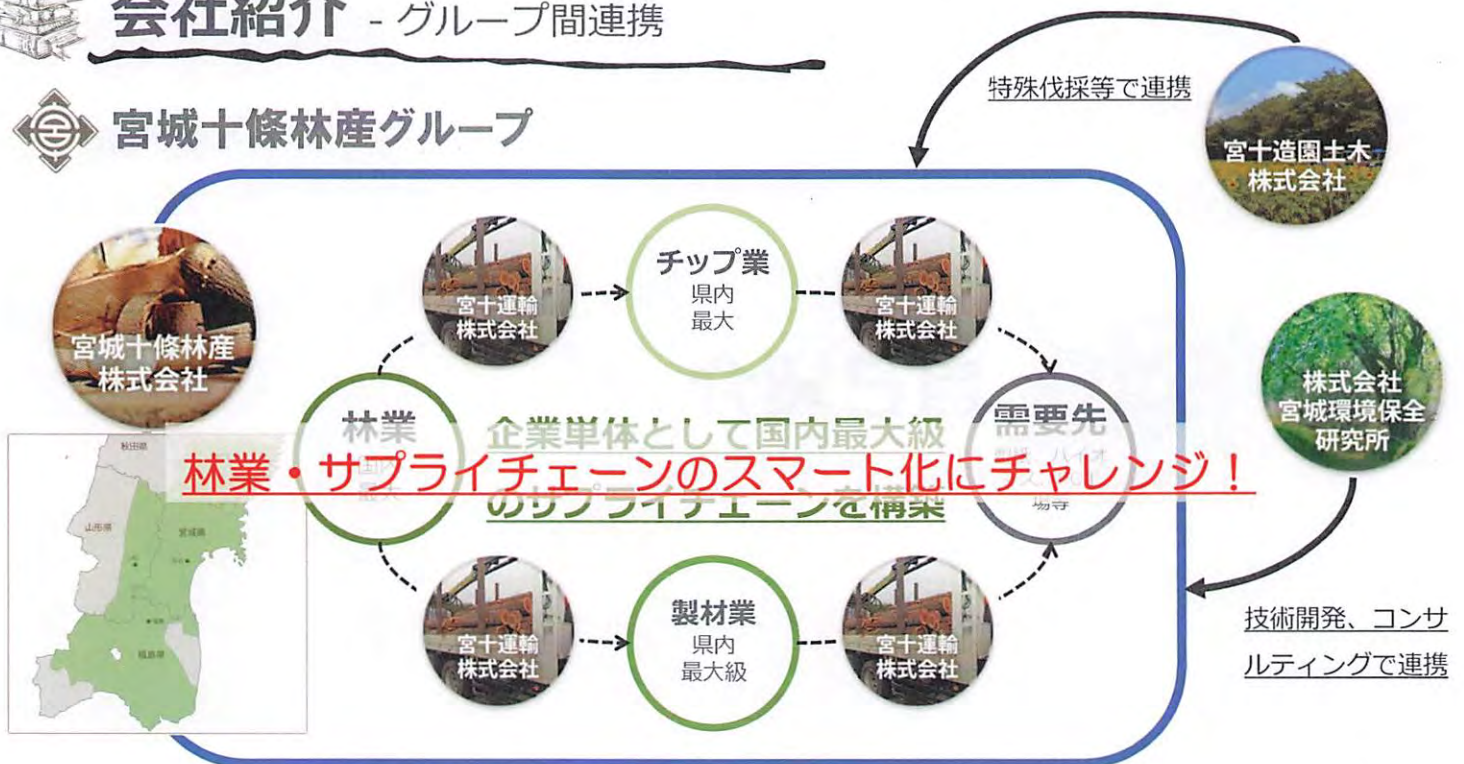 会社紹介 - グループ間連携
宮城十條林産グループ
特殊伐採等で連携
宮十造園土木
株式会社
宮城十條林産
株式会社
宮十運輸
株式会社
チップ業
県内
最大
宮十運輸
株式会社
株式会社
宮城環境保全
研究所
林業
国内
最大
企業単体として国内最大級
のサプライチェーンを構築
需要先
場等
林業・サプライチェーンのスマート化にチャレンジ！
秋田県
山形県
宮城県
福島県
宮十運輸
株式会社
製材業
県内
最大級
宮十運輸
株式会社
技術開発、コンサ
ルティングで連携